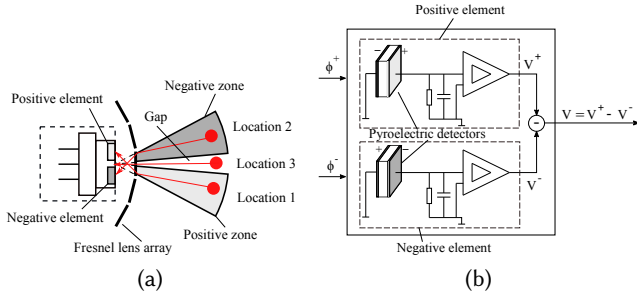 Positive element
Negative zone
Gap
Location 2
Location 3
Location 1
Negative element
Positive zone
Fresnel lens array
(a)
Positive element
ϕ+
− +
V+
Pyroelectric detectors
−
V = V+ - V-
+ −
ϕ-
V-
Negative element
(b)